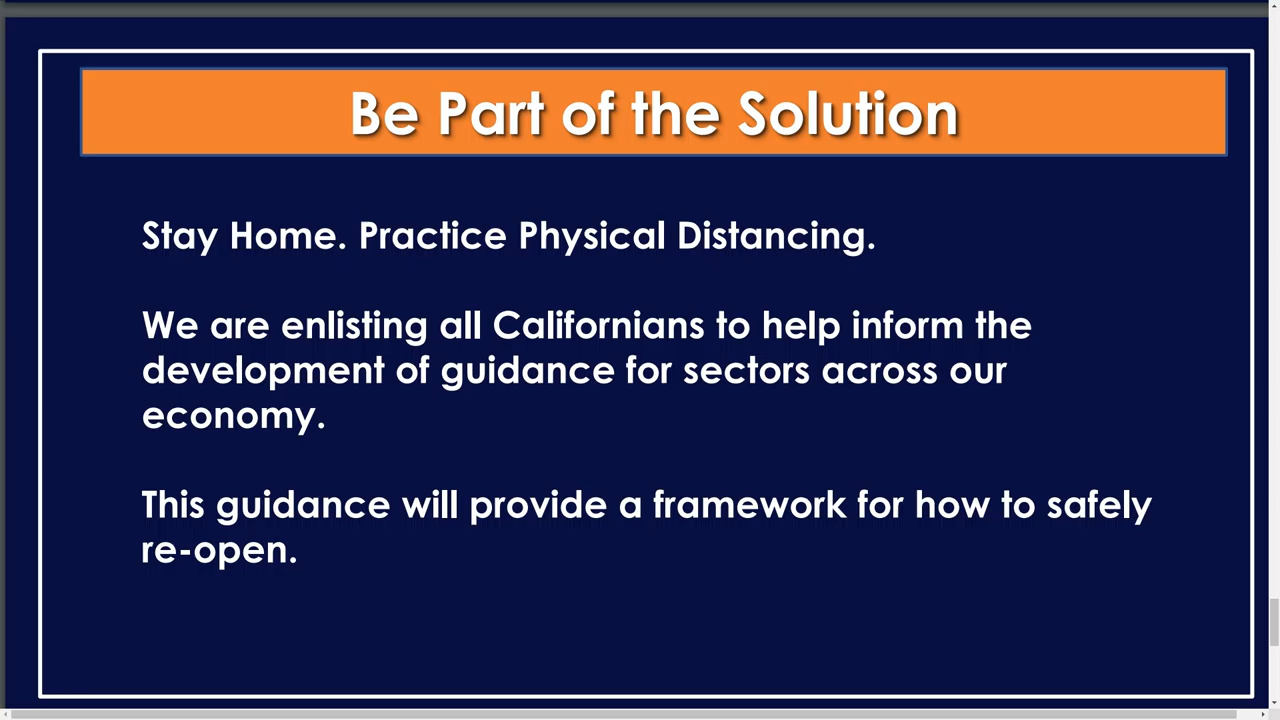 Be Part of the Solution
Stay Home. Practice Physical Distancing.
We are enlisting all Californians to help inform the
development of guidance for sectors across our
economy.
This guidance will provide a framework for how to safely
re-open.